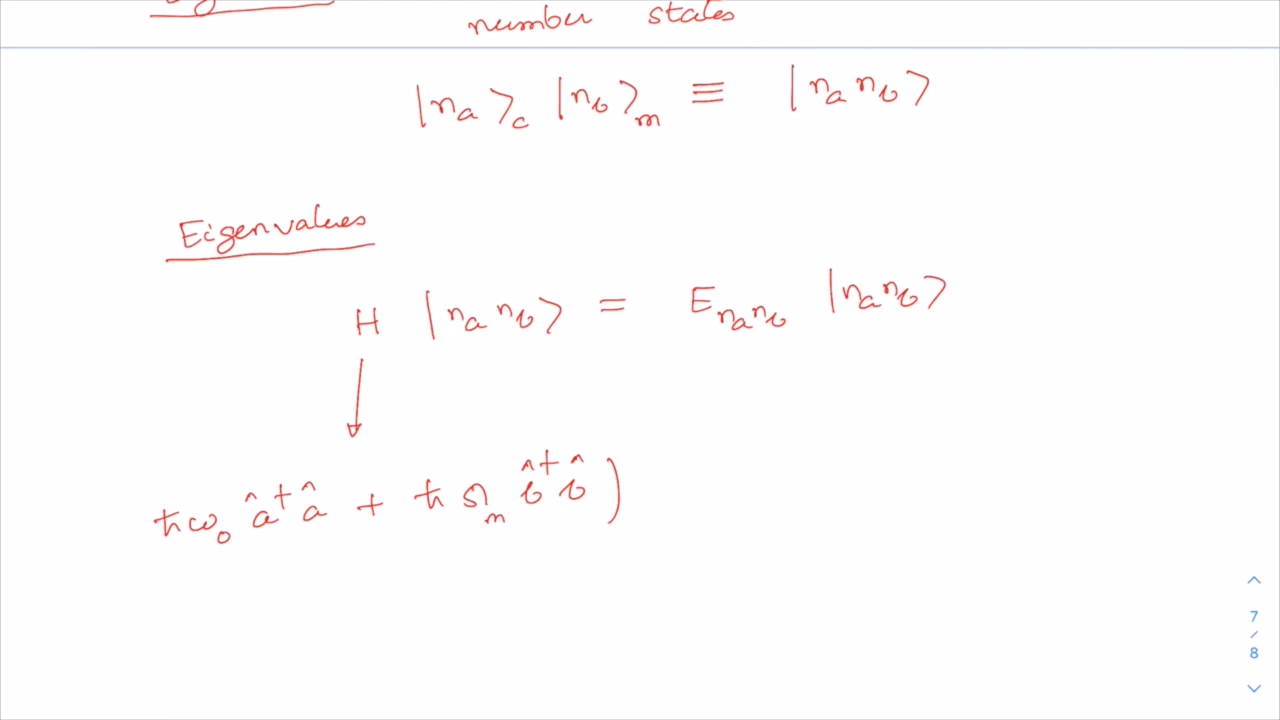 number states
|n_a⟩_c |n_b⟩_m ≡ |n_a n_b⟩
Eigenvalues
H |n_a n_b⟩ = E_{n_a n_b} |n_a n_b⟩
ħω_0 â†â + ħΩ_m b̂†b̂)
7
/
8